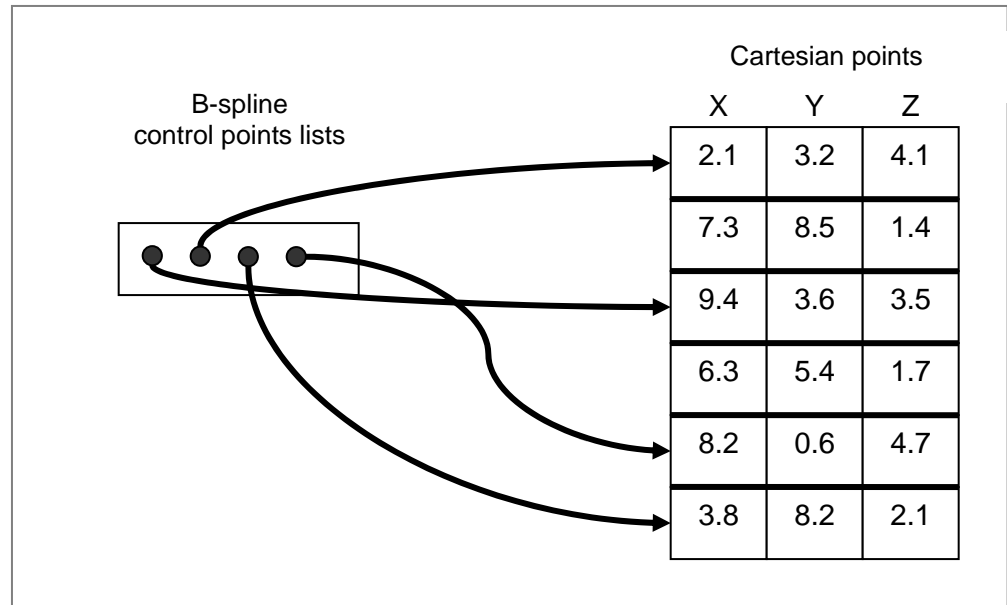 Cartesian points
B-spline
control points lists
X Y Z
2.1 3.2 4.1
7.3 8.5 1.4
9.4 3.6 3.5
6.3 5.4 1.7
8.2 0.6 4.7
3.8 8.2 2.1